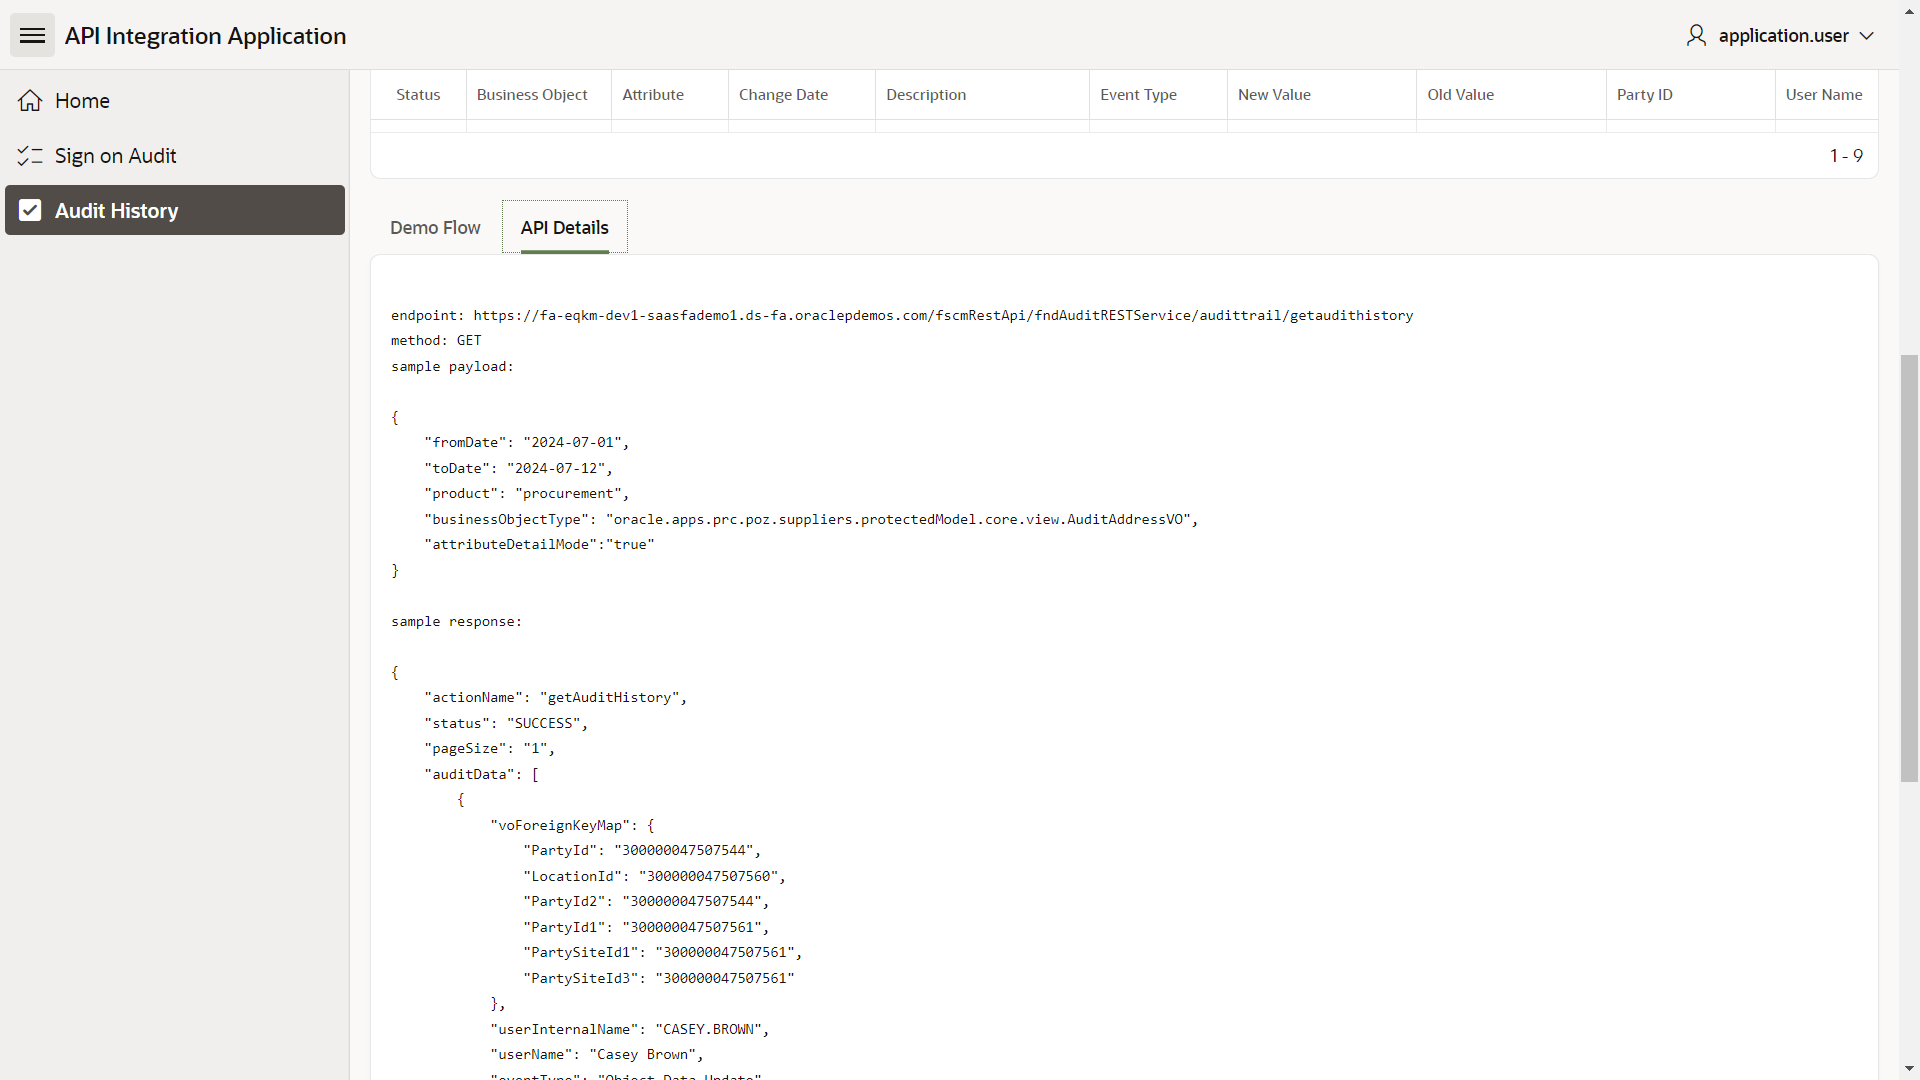 API Integration Application
application.user
Home
Sign on Audit
Audit History
Status Business Object Attribute Change Date Description Event Type New Value Old Value Party ID User Name
1 - 9
Demo Flow API Details
endpoint: https://fa-eqkm-dev1-saasfademo1.ds-fa.oraclepdemos.com/fscmRestApi/fndAuditRESTService/audittrail/getaudithistory
method: GET
sample payload:
{
"fromDate": "2024-07-01",
"toDate": "2024-07-12",
"product": "procurement",
"businessObjectType": "oracle.apps.prc.poz.suppliers.protectedModel.core.view.AuditAddressVO",
"attributeDetailMode":"true"
}
sample response:
{
"actionName": "getAuditHistory",
"status": "SUCCESS",
"pageSize": "1",
"auditData": [
{
"voForeignKeyMap": {
"PartyId": "300000047507544",
"LocationId": "300000047507560",
"PartyId2": "300000047507544",
"PartyId1": "300000047507561",
"PartySiteId1": "300000047507561",
"PartySiteId3": "300000047507561"
},
"userInternalName": "CASEY.BROWN",
"userName": "Casey Brown",
"eventType": "Object Data Update"